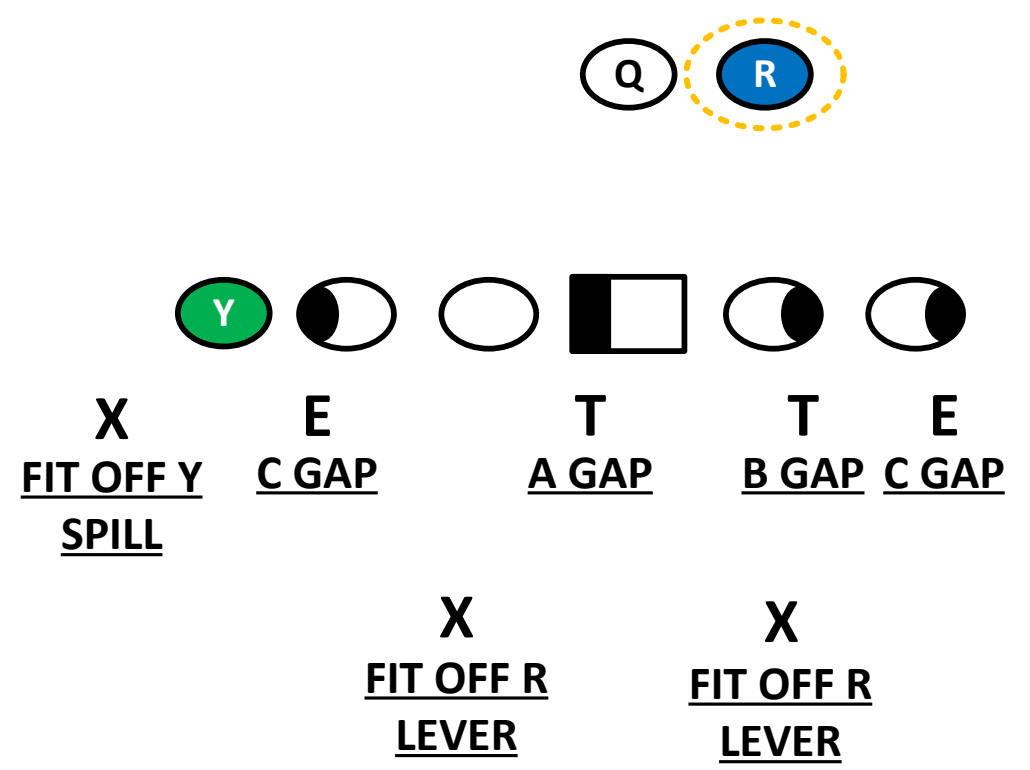 Q R
Y
X E T T E
FIT OFF Y C GAP A GAP B GAP C GAP
SPILL
X X
FIT OFF R FIT OFF R
LEVER LEVER